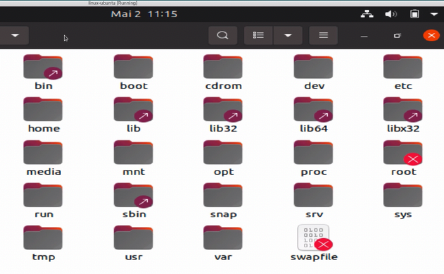 Mai 2 11:15
bin boot cdrom dev etc
home lib lib32 lib64 libx32
media mnt opt proc root
run sbin snap srv sys
tmp usr var swapfile